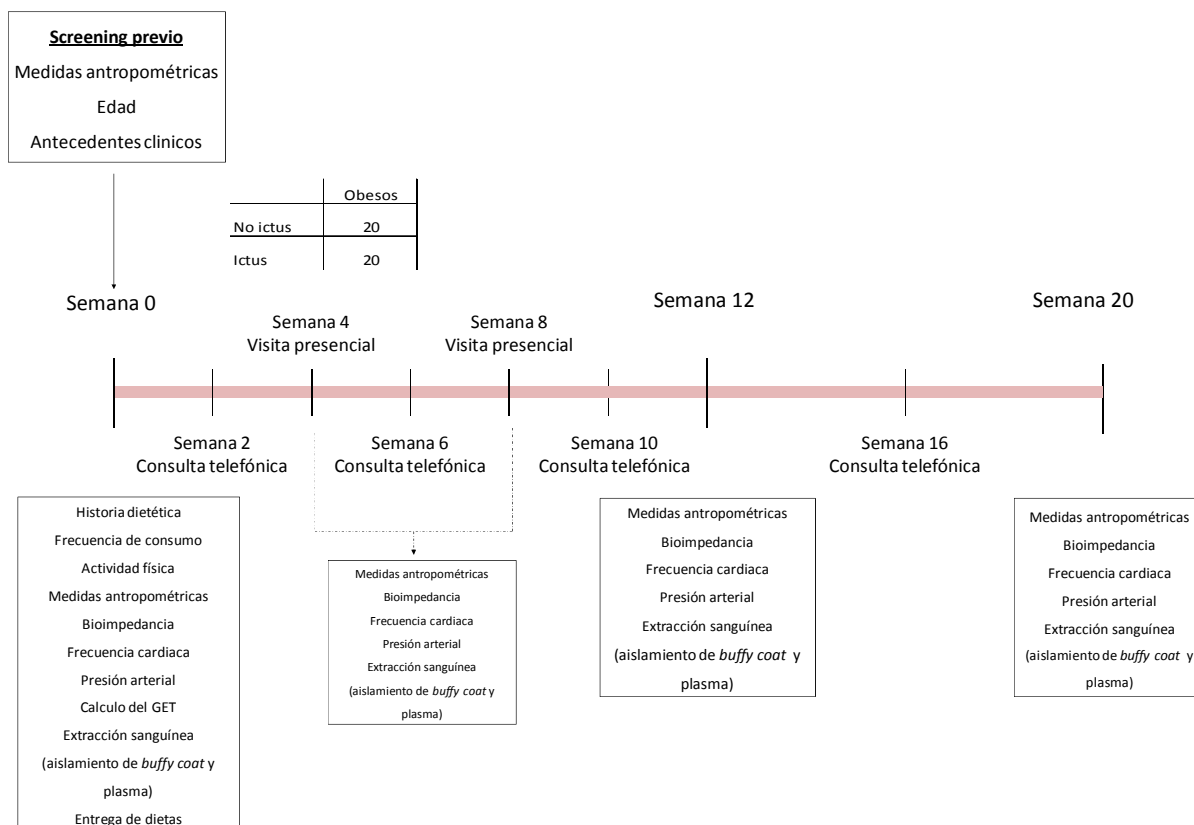 Screening previo
Medidas antropométricas
Edad
Antecedentes clinicos
Obesos
No ictus 20
Ictus 20
Semana 0
Semana 4
Visita presencial
Semana 8
Visita presencial
Semana 12
Semana 20
Semana 2
Consulta telefónica
Semana 6
Consulta telefónica
Semana 10
Consulta telefónica
Semana 16
Consulta telefónica
Historia dietética
Frecuencia de consumo
Actividad física
Medidas antropométricas
Bioimpedancia
Frecuencia cardiaca
Presión arterial
Calculo del GET
Extracción sanguínea
(aislamiento de buffy coat y
plasma)
Entrega de dietas
Medidas antropométricas
Bioimpedancia
Frecuencia cardiaca
Presión arterial
Extracción sanguínea
(aislamiento de buffy coat y
plasma)
Medidas antropométricas
Bioimpedancia
Frecuencia cardiaca
Presión arterial
Extracción sanguínea
(aislamiento de buffy coat y
plasma)
Medidas antropométricas
Bioimpedancia
Frecuencia cardiaca
Presión arterial
Extracción sanguínea
(aislamiento de buffy coat y
plasma)